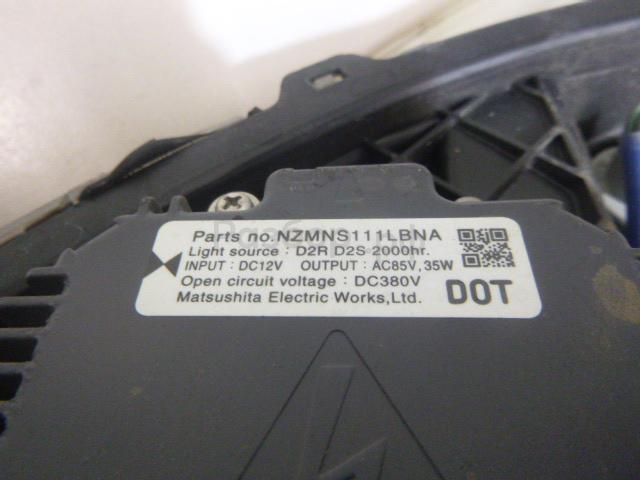 Parts no.NZMNS111LBNA
Light source : D2R D2S 2000hr.
INPUT : DC12V OUTPUT : AC85V, 35W
Open circuit voltage : DC380V
Matsushita Electric Works,Ltd.
DOT